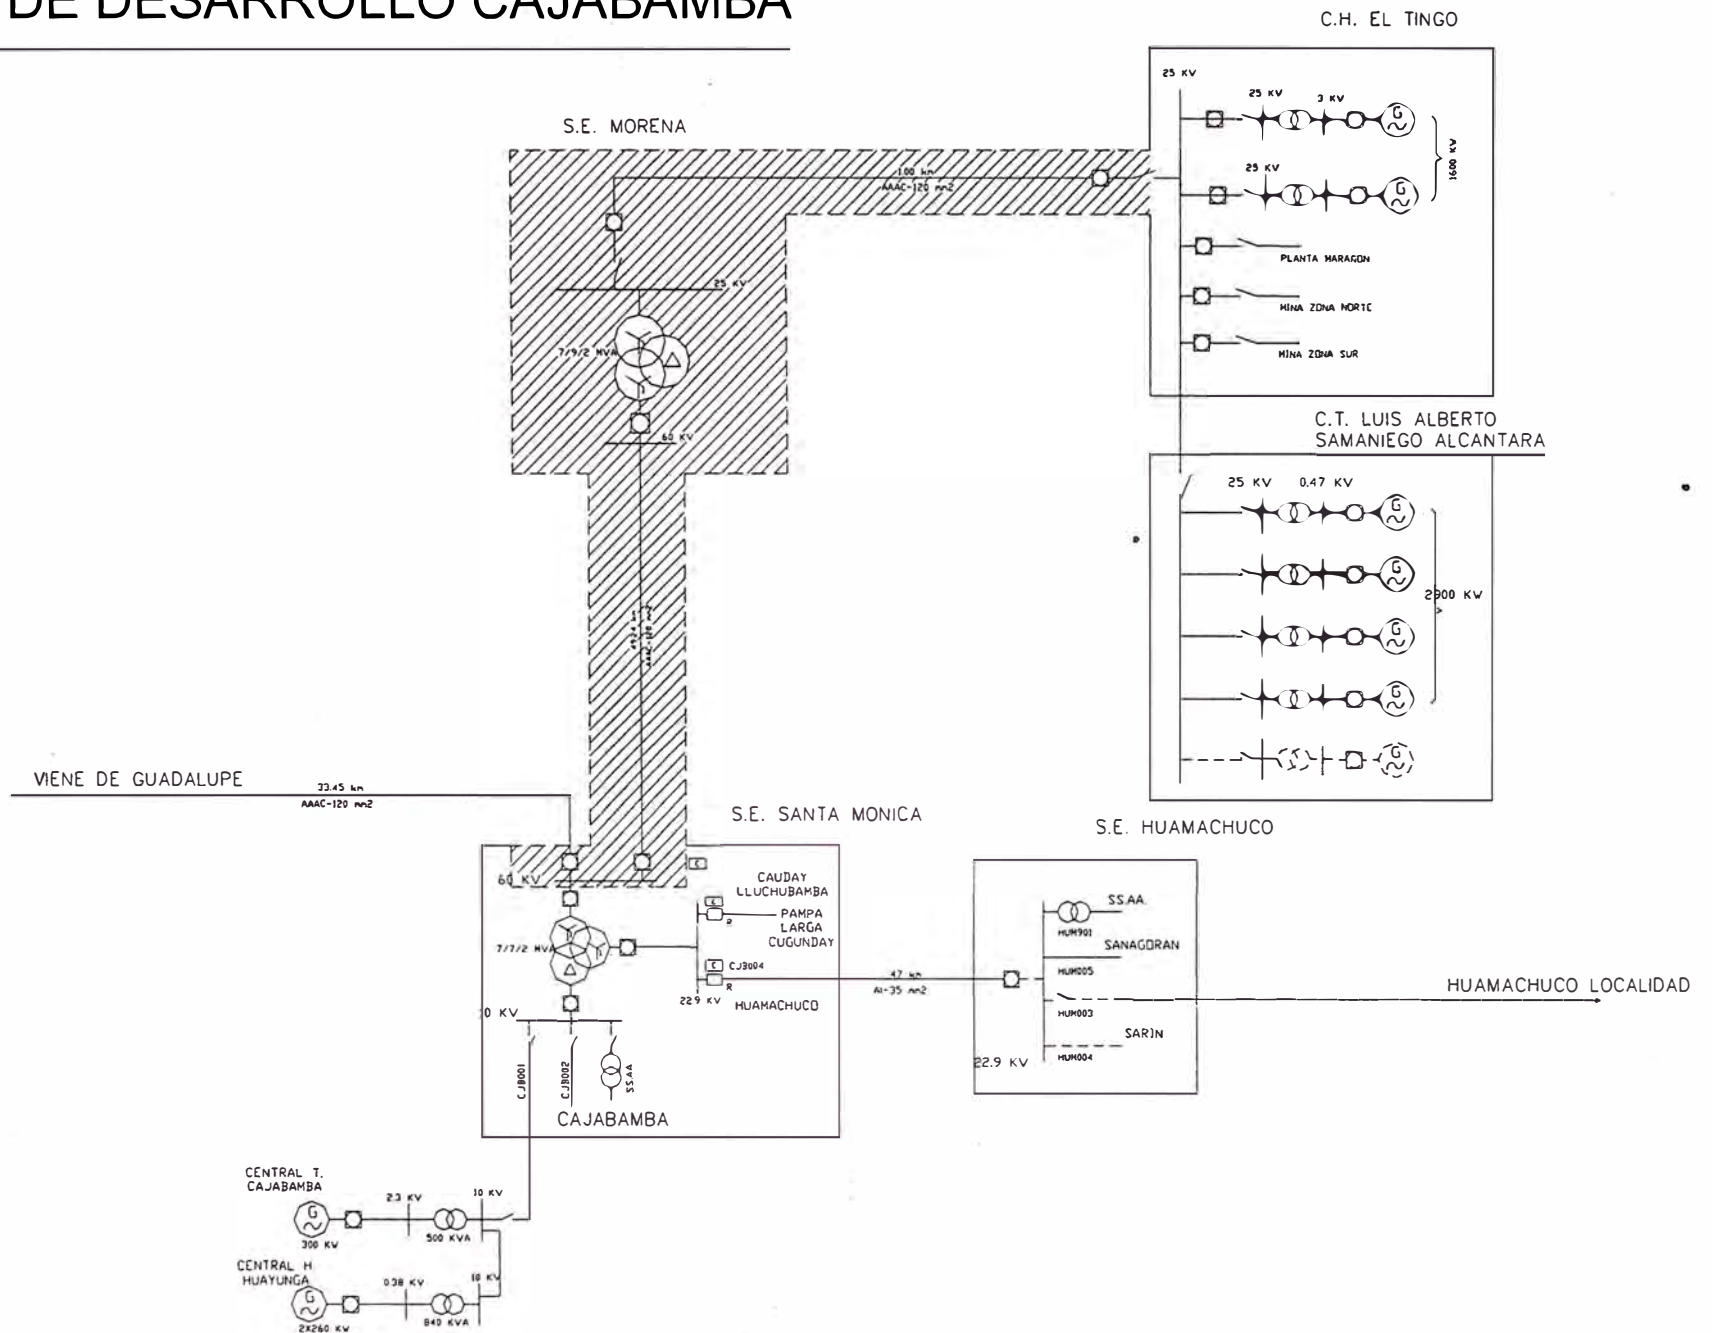 DE DESARROLLO CAJABAMBA
C.H. EL TINGO
25 KV
25 KV
3 KV
1600 KV
25 KV
PLANTA MARAGON
MINA ZONA NORTE
MINA ZONA SUR
S.E. MORENA
1.00 km
AAAC-120 mm2
25 KV
7/9/2 MVA
60 KV
AAAC-120 mm2
C.T. LUIS ALBERTO
SAMANIEGO ALCANTARA
25 KV
0.47 KV
G
G
G
G
G
G
G
2900 KW
VIENE DE GUADALUPE
33.45 km
AAAC-120 mm2
S.E. SANTA MONICA
60 KV
C
CAUDAY
LLUCHUBAMBA
C
R
PAMPA
LARGA
CUGUNDAY
7/7/2 MVA
C
CJB004
R
22.9 KV
HUAMACHUCO
0 KV
CJB001
CJB002
SS.AA
CAJABAMBA
47 km
Al-35 mm2
S.E. HUAMACHUCO
SS.AA.
HUM901
SANAGORAN
HUM005
HUM003
SARIN
HUM004
22.9 KV
HUAMACHUCO LOCALIDAD
CENTRAL T.
CAJABAMBA
G
300 KW
2.3 KV
500 KVA
10 KV
CENTRAL H
HUAYUNGA
G
2X260 KW
0.38 KV
840 KVA
10 KV